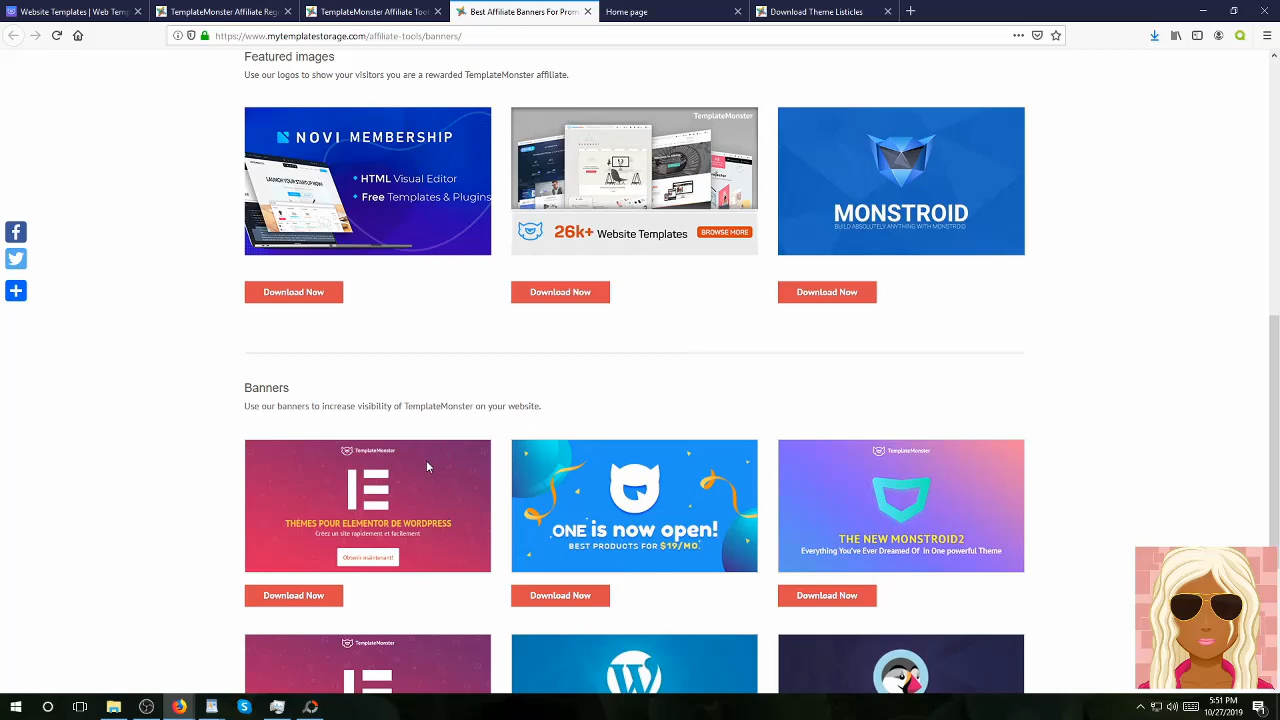 Website Templates | Web Temp
TemplateMonster Affiliate Reg
TemplateMonster Affiliate Tool
Best Affiliate Banners For Prom
Home page
Download Theme Listicles
https://www.mytemplatestorage.com/affiliate-tools/banners/
Featured images
Use our logos to show your visitors you are a rewarded TemplateMonster affiliate.
NOVI MEMBERSHIP
HTML Visual Editor
Free Templates & Plugins
TemplateMonster
26k+ Website Templates BROWSE MORE
MONSTROID
BUILD ABSOLUTELY ANYTHING WITH MONSTROID
Download Now
Download Now
Download Now
Banners
Use our banners to increase visibility of TemplateMonster on your website.
TemplateMonster
THÈMES POUR ELEMENTOR DE WORDPRESS
Créez un site rapidement et facilement
Obtenir maintenant!
ONE is now open!
BEST PRODUCTS FOR $19/MO.
TemplateMonster
THE NEW MONSTROID2
Everything You've Ever Dreamed Of In One powerful Theme
Download Now
Download Now
Download Now
TemplateMonster
5:51 PM
10/27/2019